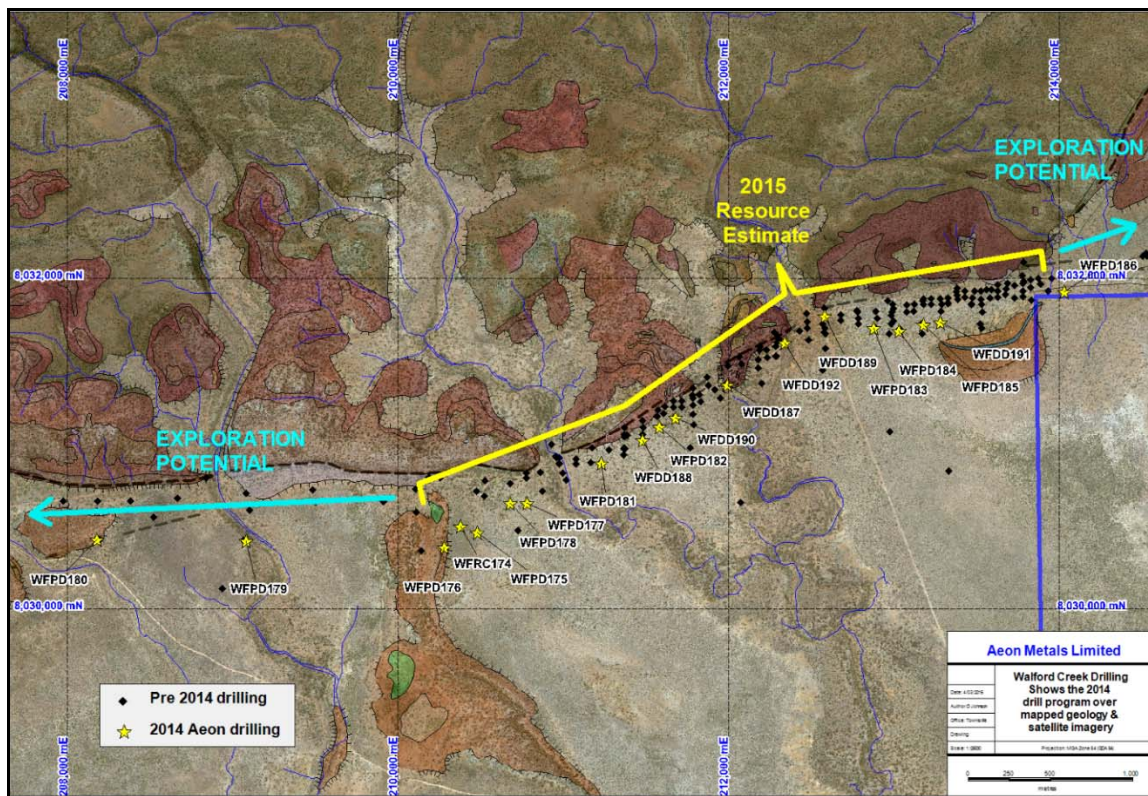 208,000 mE
210,000 mE
212,000 mE
214,000 mE
EXPLORATION
POTENTIAL
2015
Resource
Estimate
8,032,000 mN
WFPD186
8,032,000 mN
WFDD191
WFDD189
WFPD184
WFDD192
WFPD183
WFPD185
WFDD187
EXPLORATION
POTENTIAL
WFDD190
WFPD182
WFDD188
WFPD181
WFPD177
WFPD178
WFRC174
WFPD175
WFPD180
WFPD179
WFPD176
8,030,000 mN
8,030,000 mN
Aeon Metals Limited
Walford Creek Drilling
Shows the 2014
drill program over
mapped geology &
satellite imagery
Drawing
0 250 500 1,000
metres
Pre 2014 drilling
2014 Aeon drilling
208,000 mE
210,000 mE
212,000 mE